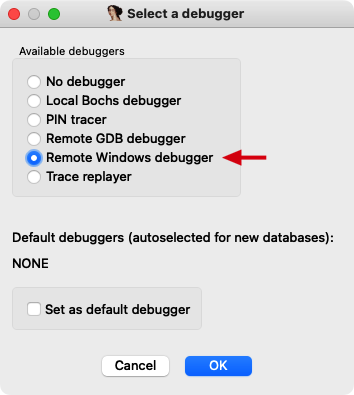 Select a debugger
Available debuggers
No debugger
Local Bochs debugger
PIN tracer
Remote GDB debugger
Remote Windows debugger
Trace replayer
Default debuggers (autoselected for new databases):
NONE
Set as default debugger
Cancel OK